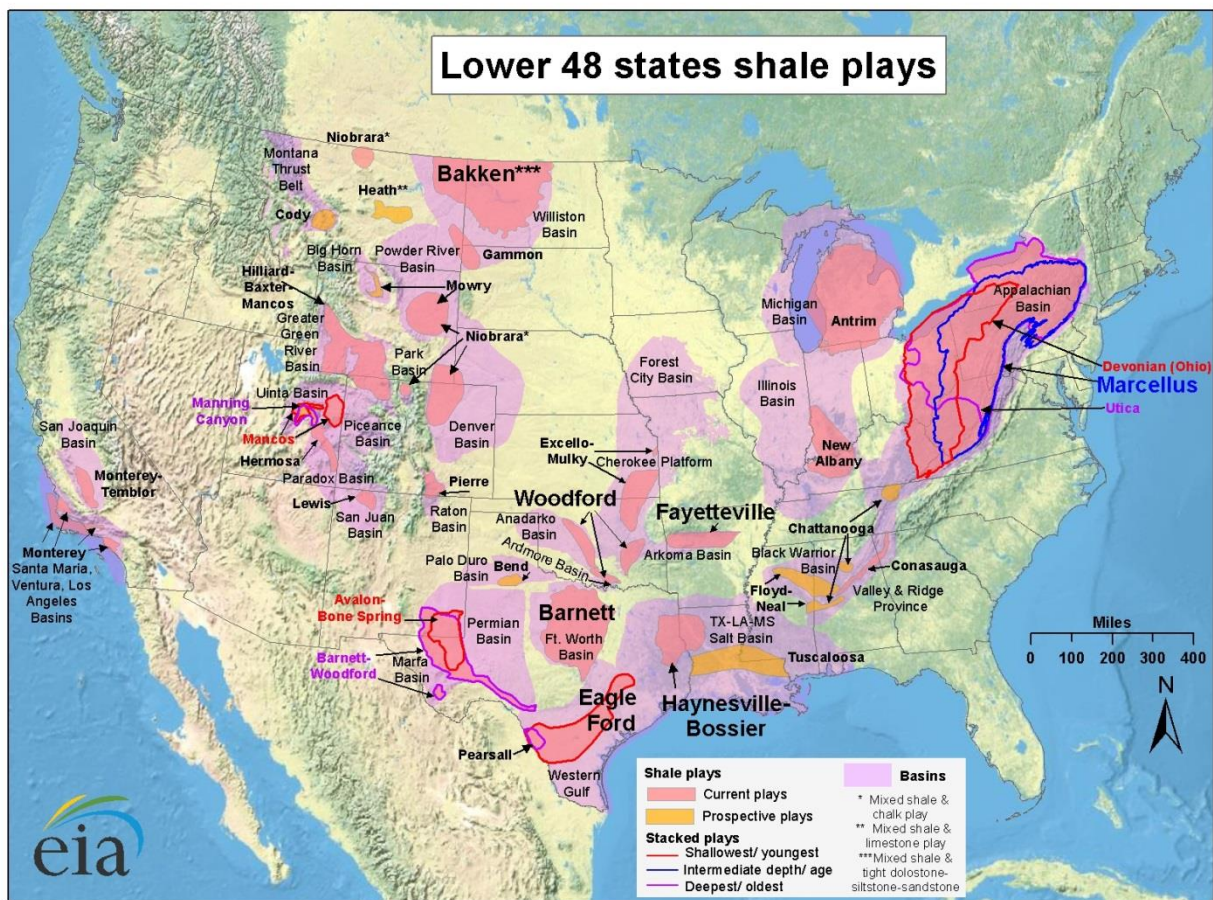 Lower 48 states shale plays
Niobrara*
Montana
Thrust
Belt
Bakken***
Heath**
Cody
Williston
Basin
Big Horn
Basin
Powder River
Basin
Gammon
Hilliard-
Baxter-
Mancos
Mowry
Greater
Green
River
Basin
Niobrara*
Park
Basin
Michigan
Basin
Antrim
Appalachian
Basin
Devonian (Ohio)
Marcellus
Utica
Forest
City Basin
Illinois
Basin
Uinta Basin
Manning
Canyon
Mancos
Piceance
Basin
Denver
Basin
San Joaquin
Basin
Hermosa
Excello-
Mulky
Cherokee Platform
New
Albany
Monterey-
Temblor
Paradox Basin
Lewis
Pierre
San Juan
Basin
Raton
Basin
Woodford
Fayetteville
Anadarko
Basin
Chattanooga
Arkoma Basin
Black Warrior
Basin
Monterey
Santa Maria,
Ventura, Los
Angeles
Basins
Palo Duro
Basin
Bend
Ardmore Basin
Conasauga
Floyd-
Neal
Valley & Ridge
Province
Avalon-
Bone Spring
Permian
Basin
Barnett
Ft. Worth
Basin
TX-LA-MS
Salt Basin
Barnett-
Woodford
Marfa
Basin
Tuscaloosa
Eagle
Ford
Haynesville-
Bossier
Pearsall
Western
Gulf
Miles
0 100 200 300 400
N
Shale plays
Current plays
Prospective plays
Stacked plays
Shallowest/ youngest
Intermediate depth/ age
Deepest/ oldest
Basins
* Mixed shale &
chalk play
** Mixed shale &
limestone play
***Mixed shale &
tight dolostone-
siltstone-sandstone
eia